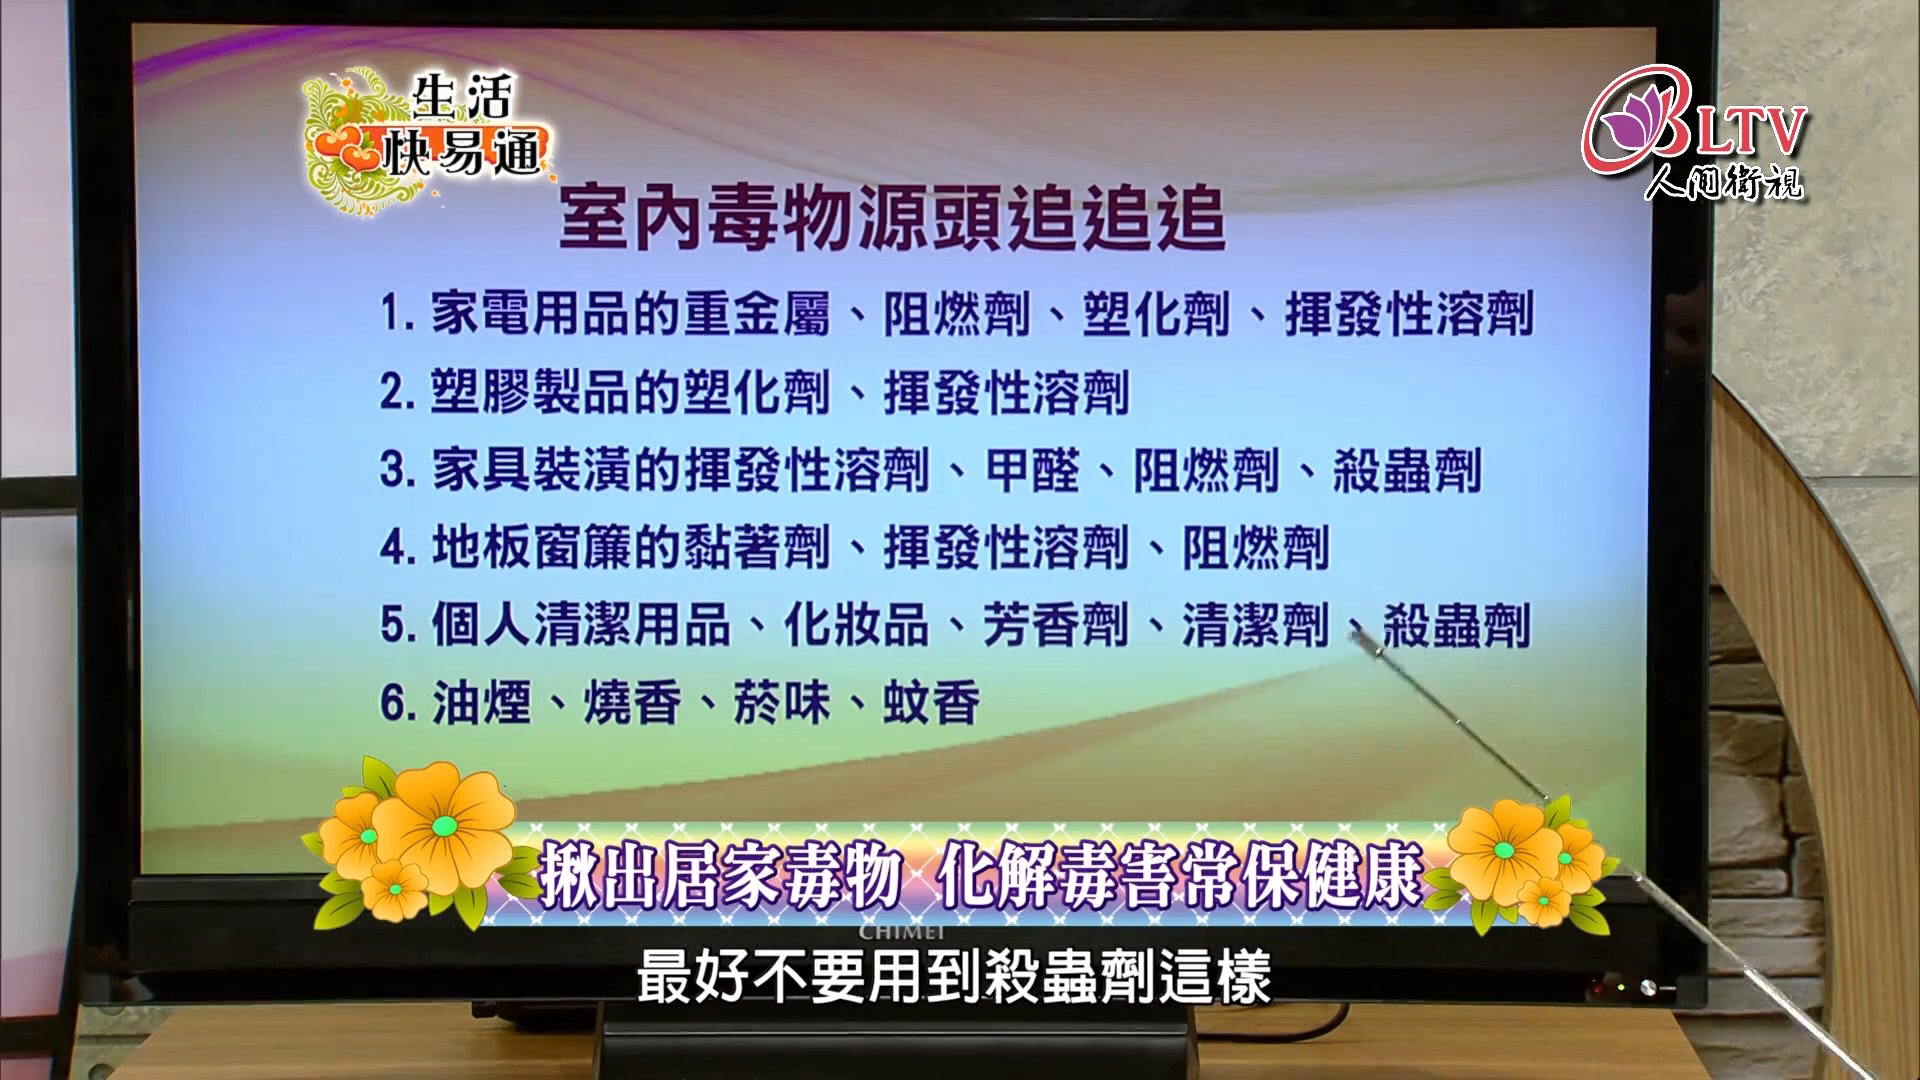 生活
快易通
BLTV
人間衛視
室內毒物源頭追追追
1. 家電用品的重金屬、阻燃劑、塑化劑、揮發性溶劑
2. 塑膠製品的塑化劑、揮發性溶劑
3. 家具裝潢的揮發性溶劑、甲醛、阻燃劑、殺蟲劑
4. 地板窗簾的黏著劑、揮發性溶劑、阻燃劑
5. 個人清潔用品、化妝品、芳香劑、清潔劑、殺蟲劑
6. 油煙、燒香、菸味、蚊香
揪出居家毒物 化解毒害常保健康
CHIMEI
最好不要用到殺蟲劑這樣